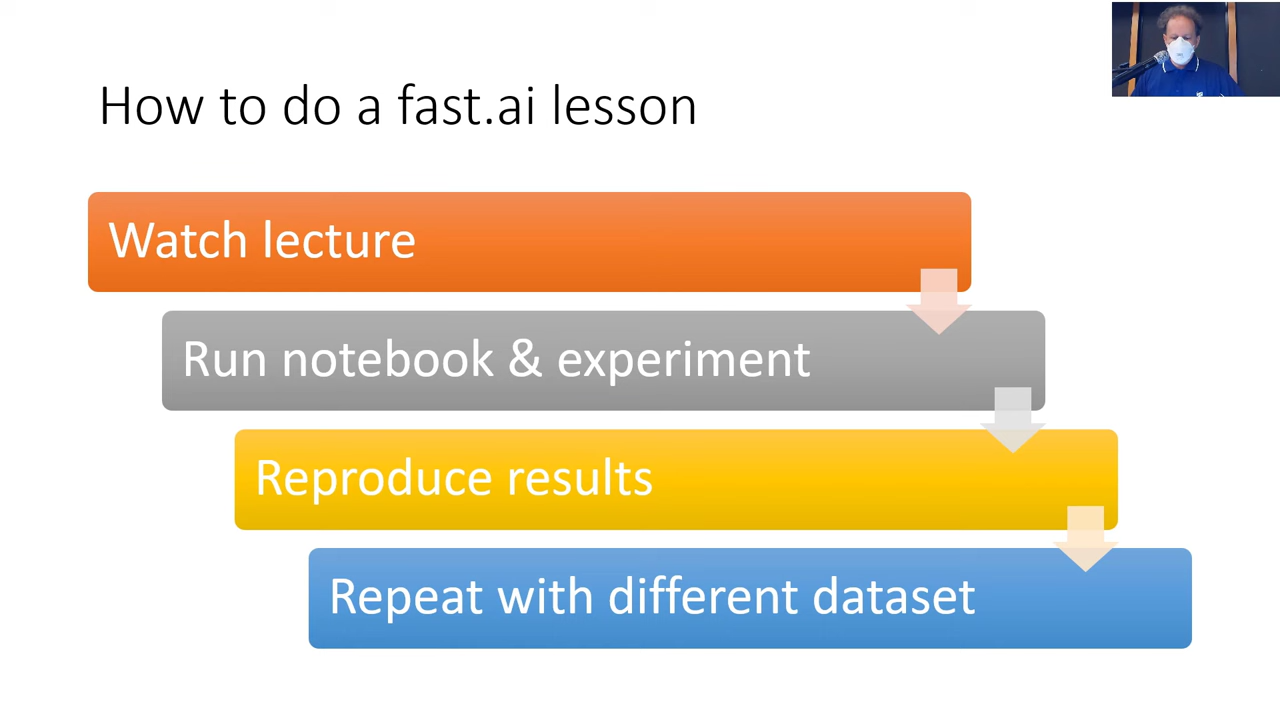 How to do a fast.ai lesson
Watch lecture
Run notebook & experiment
Reproduce results
Repeat with different dataset